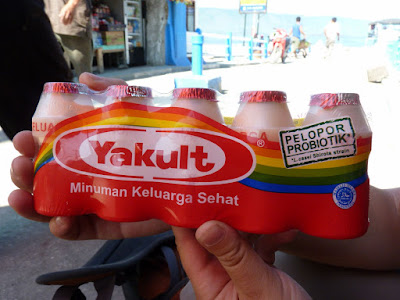 Yakult®
Minuman Keluarga Sehat
PELOPOR
PROBIOTIK*
*L.casei Shirota strain